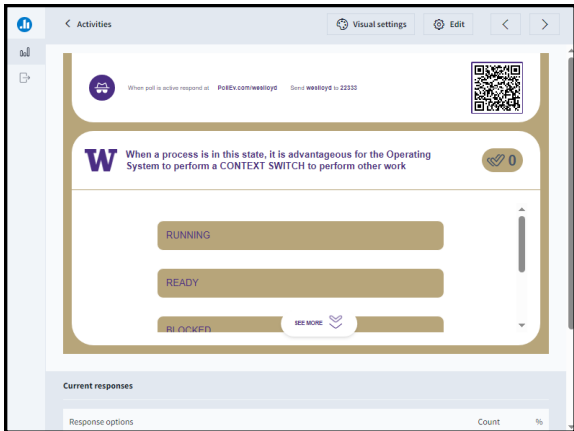 Activities
Visual settings
Edit
When poll is active respond at PollEv.com/weslloyd Send weslloyd to 22333
W
When a process is in this state, it is advantageous for the Operating
System to perform a CONTEXT SWITCH to perform other work
0
RUNNING
READY
BLOCKED
SEE MORE
Current responses
Response options Count %